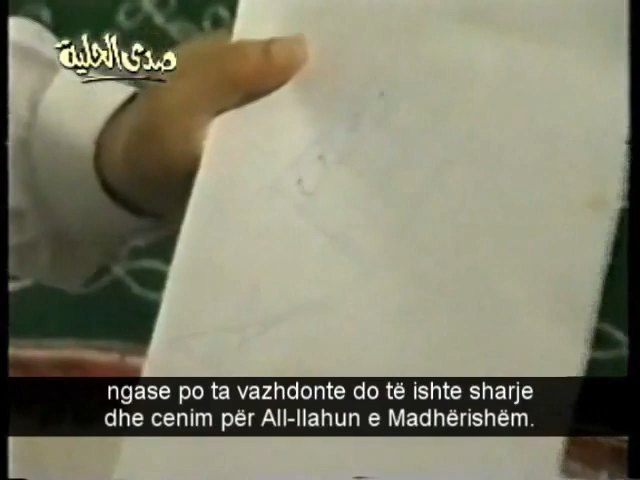 صدى الحلية
ngase po ta vazhdonte do të ishte sharje
dhe cenim për All-llahun e Madhërishëm.